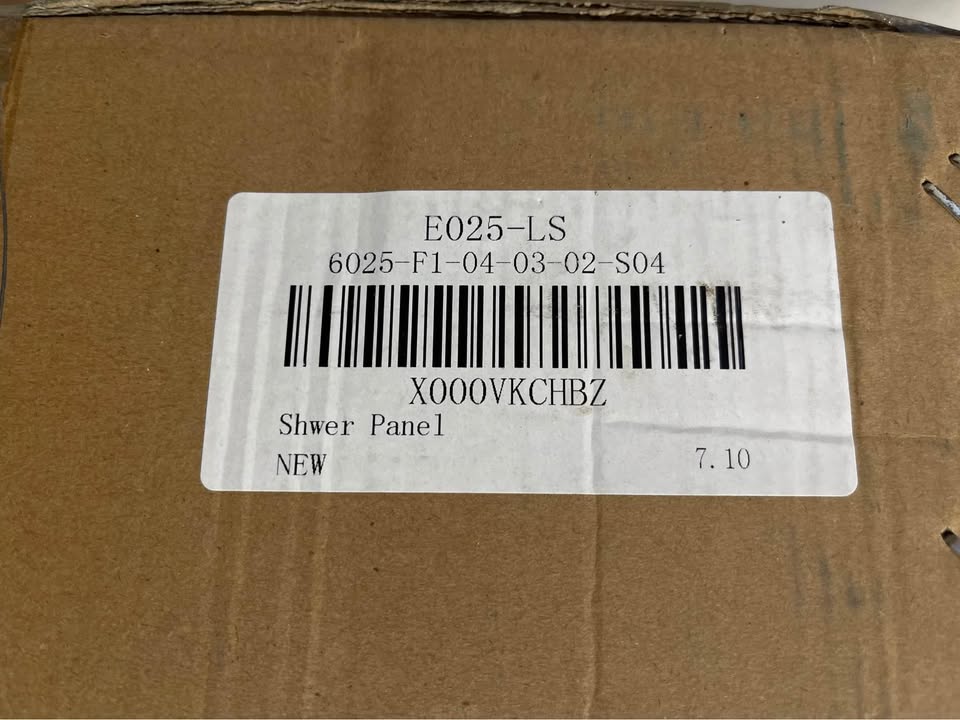 E025-LS
6025-F1-04-03-02-S04
X000VKCHBZ
Shwer Panel
NEW
7.10